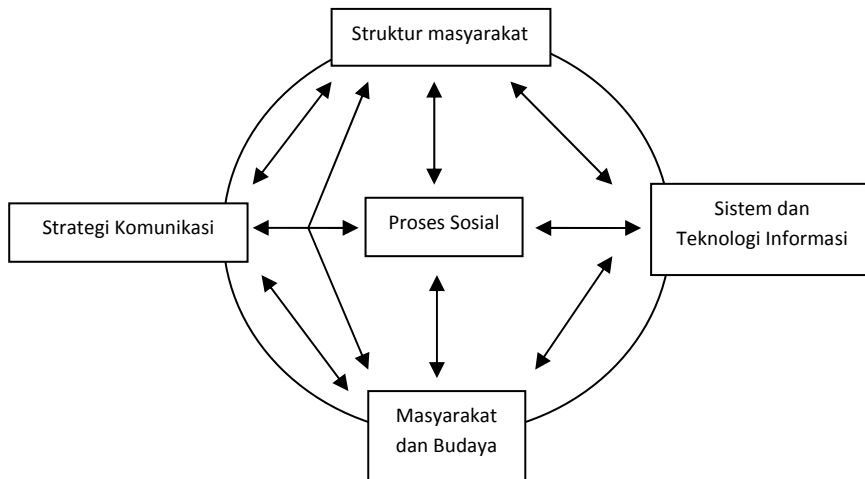 Struktur masyarakat
Strategi Komunikasi
Proses Sosial
Sistem dan
Teknologi Informasi
Masyarakat
dan Budaya